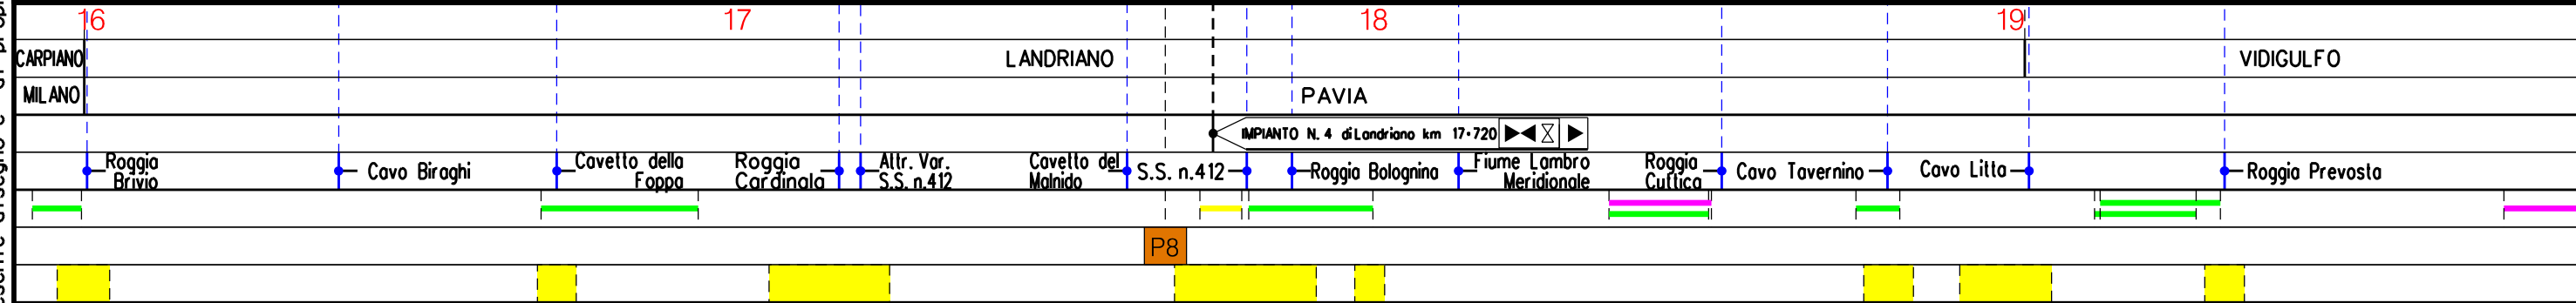 16 17 18 19
CARPIANO LANDRIANO VIDIGULFO
MILANO PAVIA
IMPIANTO N. 4 di Landriano km 17+720
Roggia Brivio
Cavo Biraghi
Cavetto della Foppa
Roggia Cardinala
Attr. Var. S.S. n.412
Cavetto del Malnido
S.S. n.412
Roggia Bolognina
Fiume Lambro Meridionale
Roggia Cuttica
Cavo Tavernino
Cavo Litta
Roggia Prevosta
P8